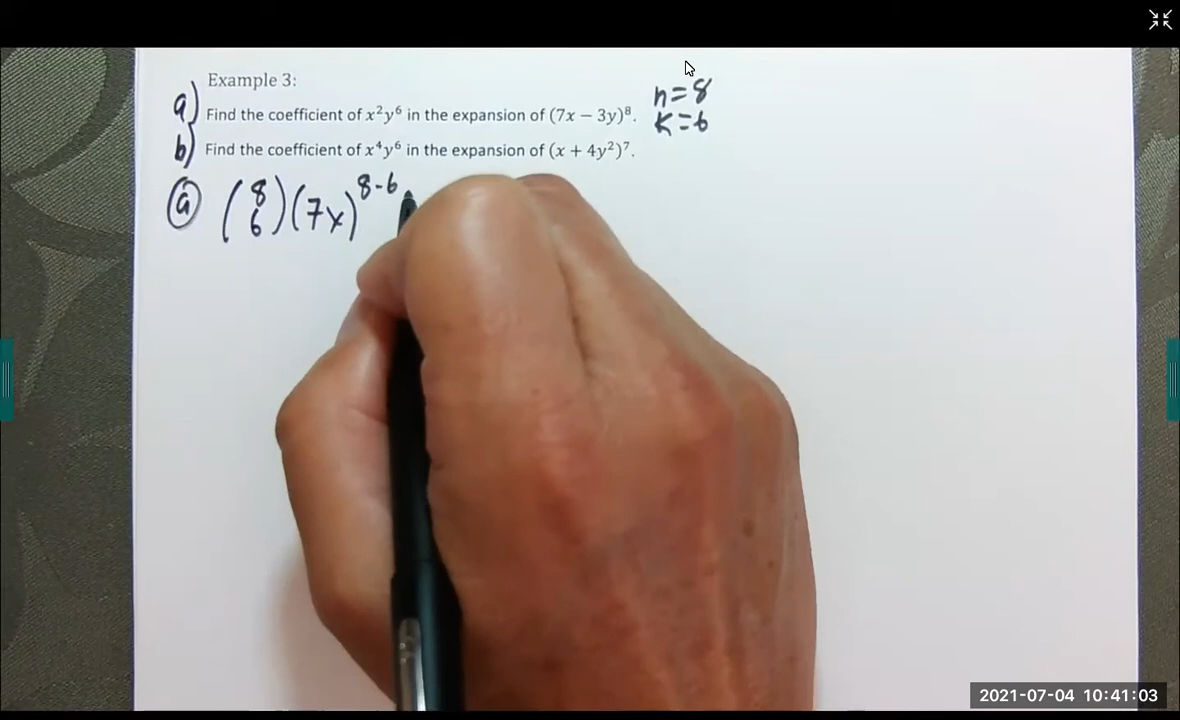 Example 3:
a) Find the coefficient of x²y⁶ in the expansion of (7x − 3y)⁸. n=8
k=6
b) Find the coefficient of x⁴y⁶ in the expansion of (x + 4y²)⁷.
ⓐ (8 6)(7x)^8-6
2021-07-04 10:41:03